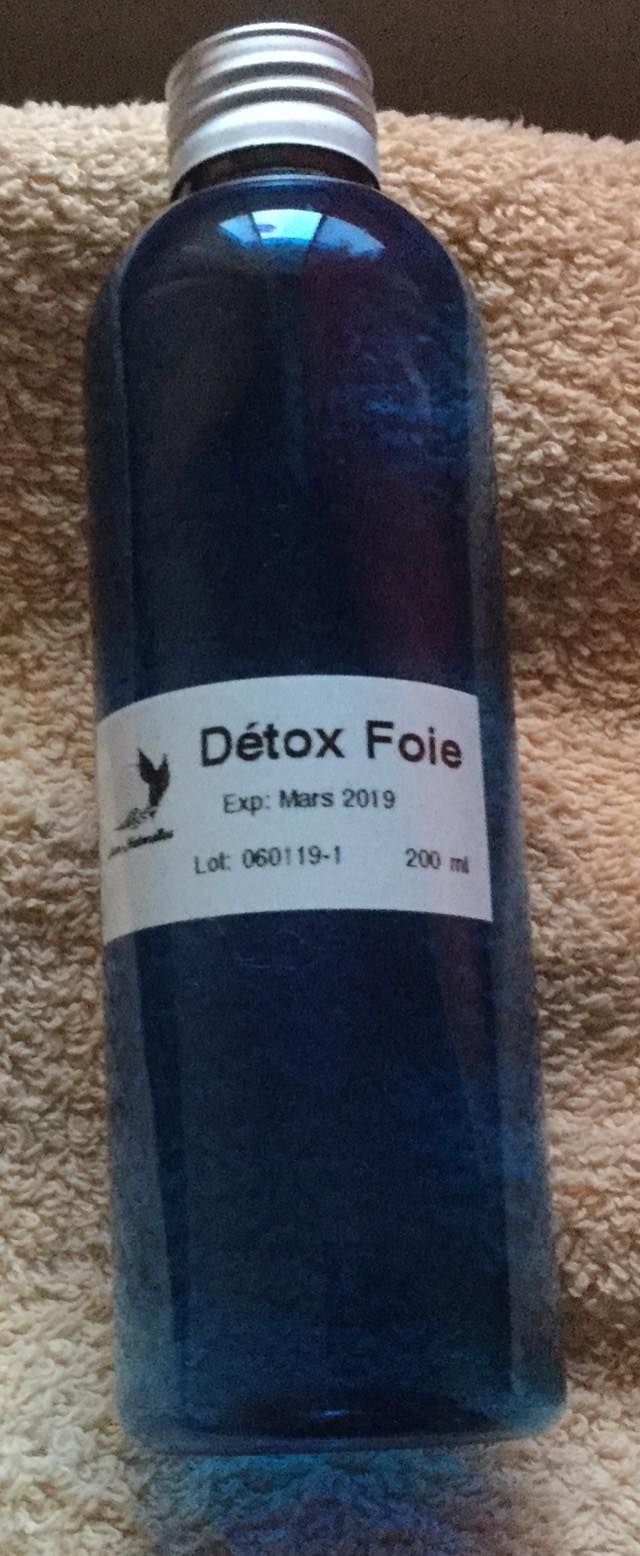 Détox Foie
Exp: Mars 2019
Lot: 060119-1 200 ml